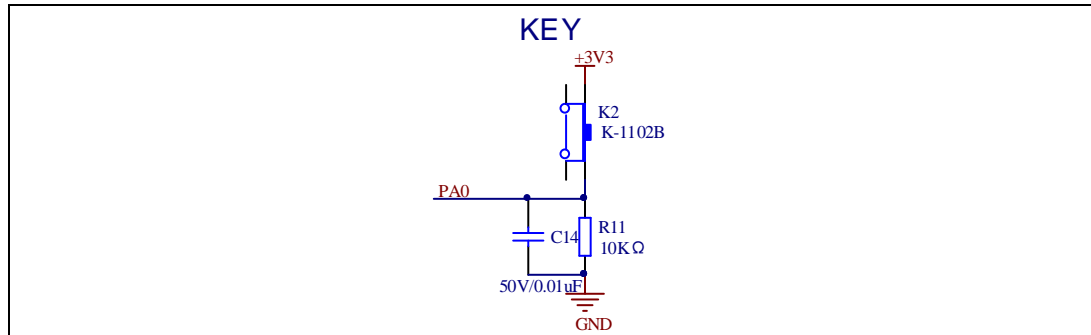 KEY
+3V3
K2
K-1102B
PA0
R11
C14
10KΩ
50V/0.01uF
GND